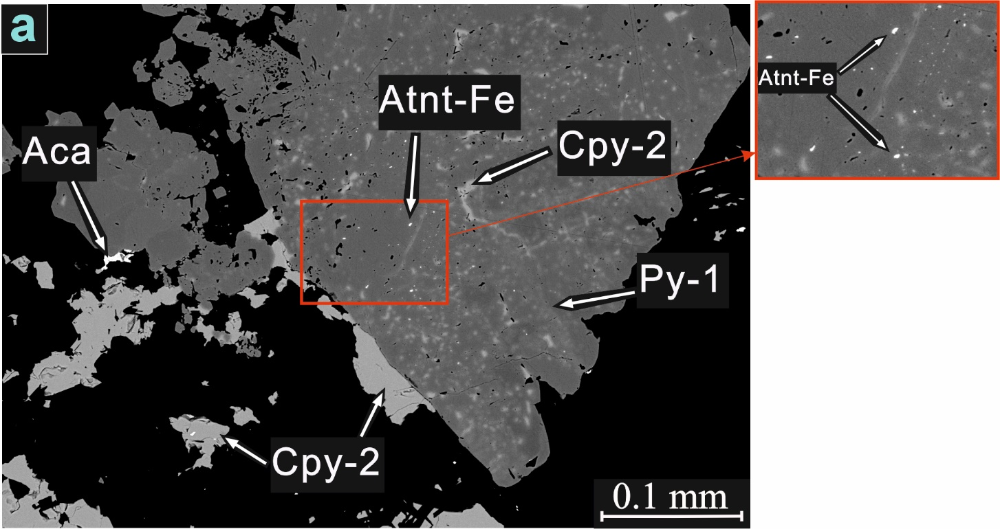 a
Atnt-Fe
Atnt-Fe
Aca
Cpy-2
Py-1
Cpy-2
0.1 mm